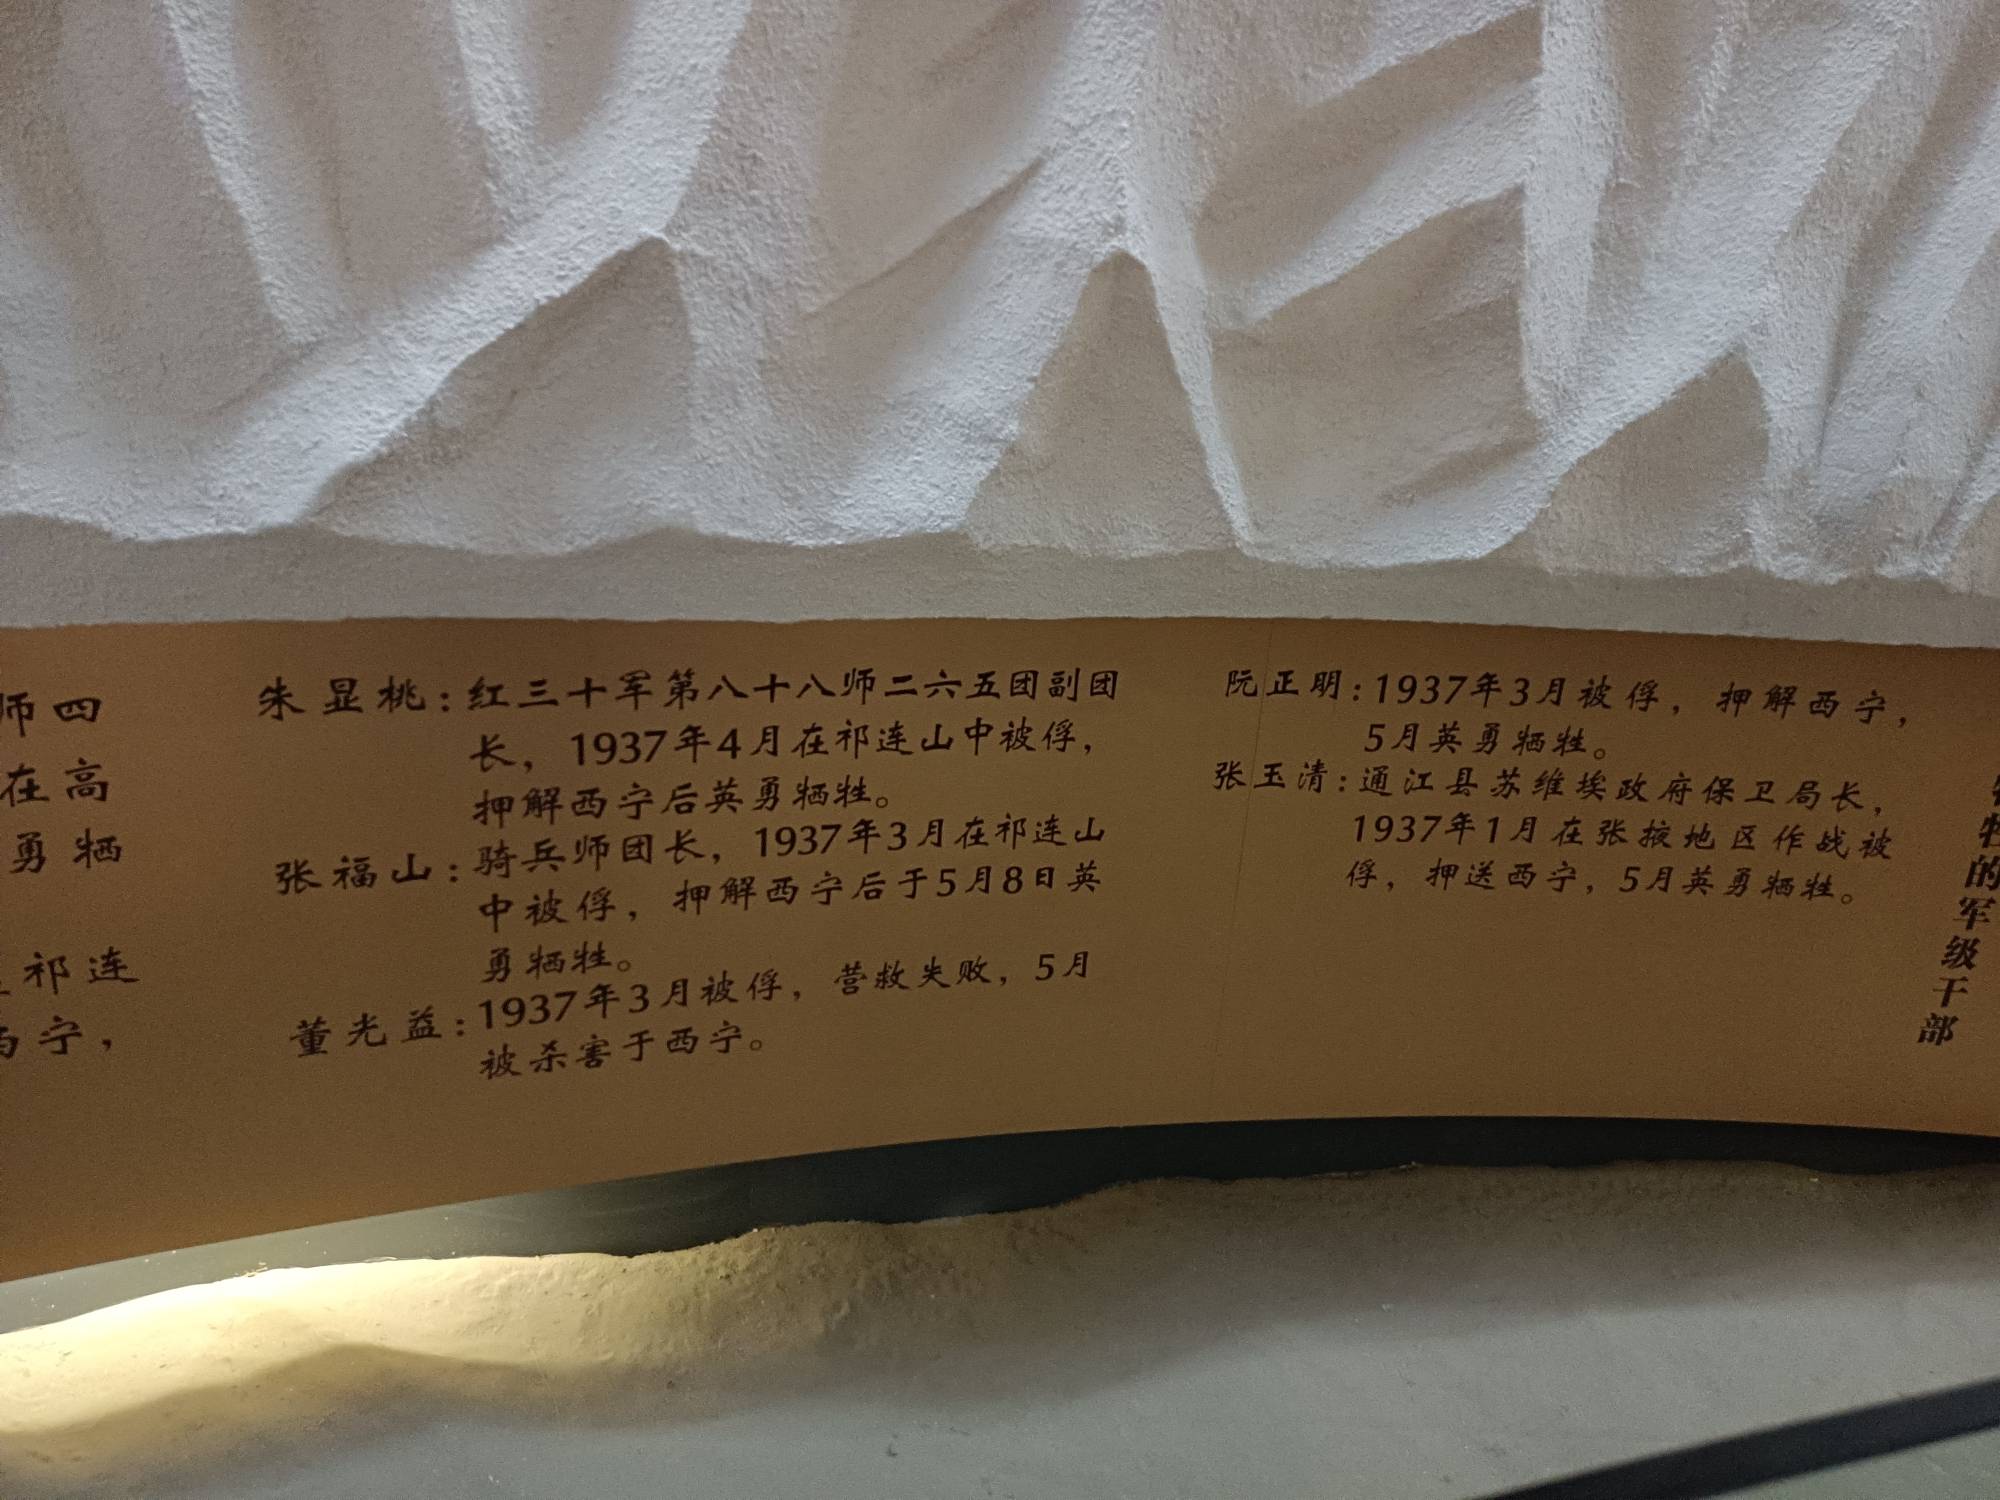 师四
在高
勇牺
祁连
宁，
朱显桃：红三十军第八十八师二六五团副团
长，1937年4月在祁连山中被俘，
押解西宁后英勇牺牲。
张福山：骑兵师团长，1937年3月在祁连山
中被俘，押解西宁后于5月8日英
勇牺牲。
董光益：1937年3月被俘，营救失败，5月
被杀害于西宁。
阮正明：1937年3月被俘，押解西宁，
5月英勇牺牲。
张玉清：通江县苏维埃政府保卫局长，
1937年1月在张掖地区作战被
俘，押送西宁，5月英勇牺牲。
牲的军级干部